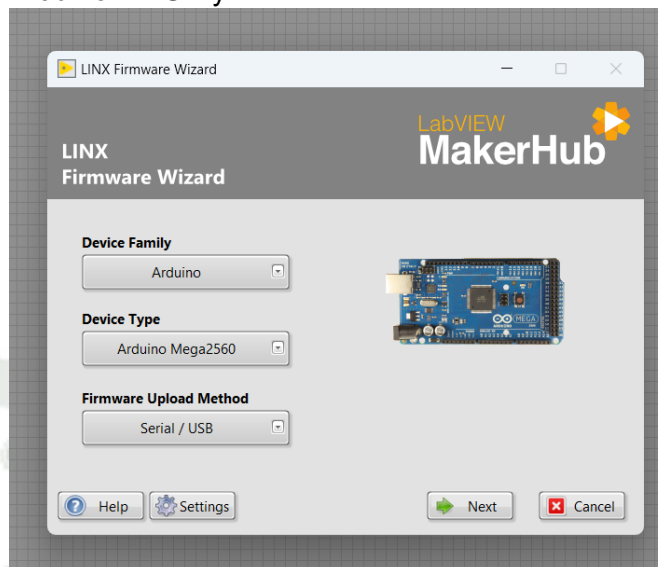 LINX Firmware Wizard
LabVIEW
MakerHub
LINX
Firmware Wizard
Device Family
Arduino
Device Type
Arduino Mega2560
Firmware Upload Method
Serial / USB
MEGA
Help
Settings
Next
Cancel